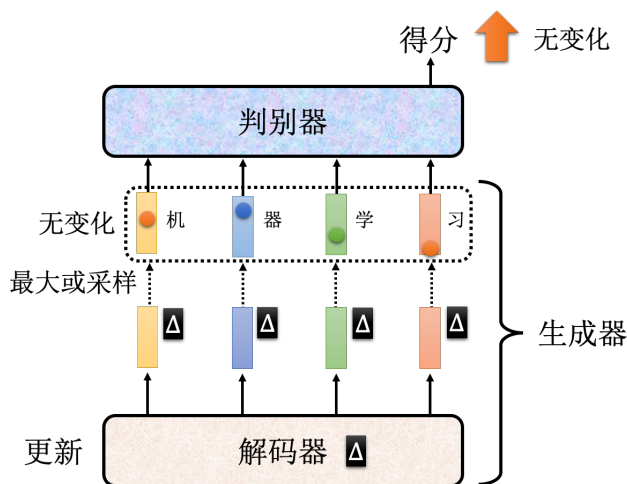 得分
无变化
判别器
无变化
机
器
学
习
最大或采样
Δ
Δ
Δ
Δ
生成器
更新
解码器 Δ